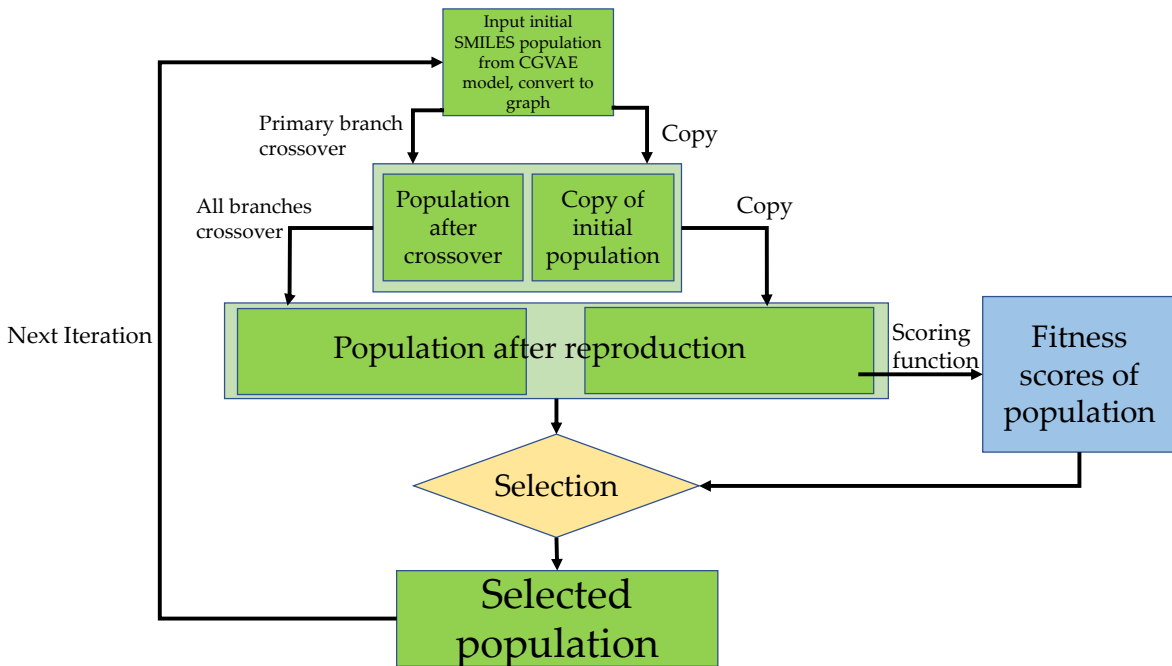 Input initial
SMILES population
from CGVAE
model, convert to
graph
Primary branch
crossover
Copy
Population
after
crossover
Copy of
initial
population
All branches
crossover
Copy
Next Iteration
Population after reproduction
Scoring
function
Fitness
scores of
population
Selection
Selected
population